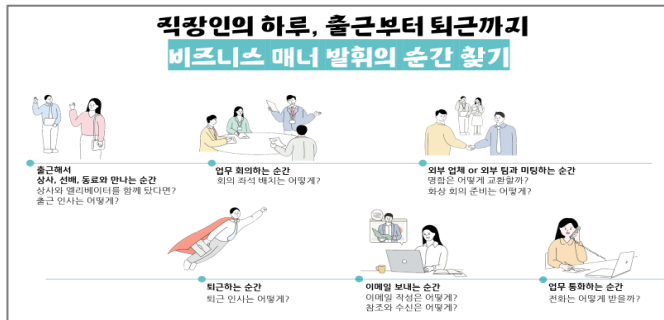 직장인의 하루, 출근부터 퇴근까지
비즈니스 매너 발휘의 순간 찾기
출근해서
상사, 선배, 동료와 만나는 순간
상사와 엘리베이터를 함께 탔다면?
출근 인사는 어떻게?
업무 회의하는 순간
회의 좌석 배치는 어떻게?
외부 업체 or 외부 팀과 미팅하는 순간
명함은 어떻게 교환할까?
화상 회의 준비는 어떻게?
퇴근하는 순간
퇴근 인사는 어떻게?
이메일 보내는 순간
이메일 작성은 어떻게?
참조와 수신은 어떻게?
업무 통화하는 순간
전화는 어떻게 받을까?